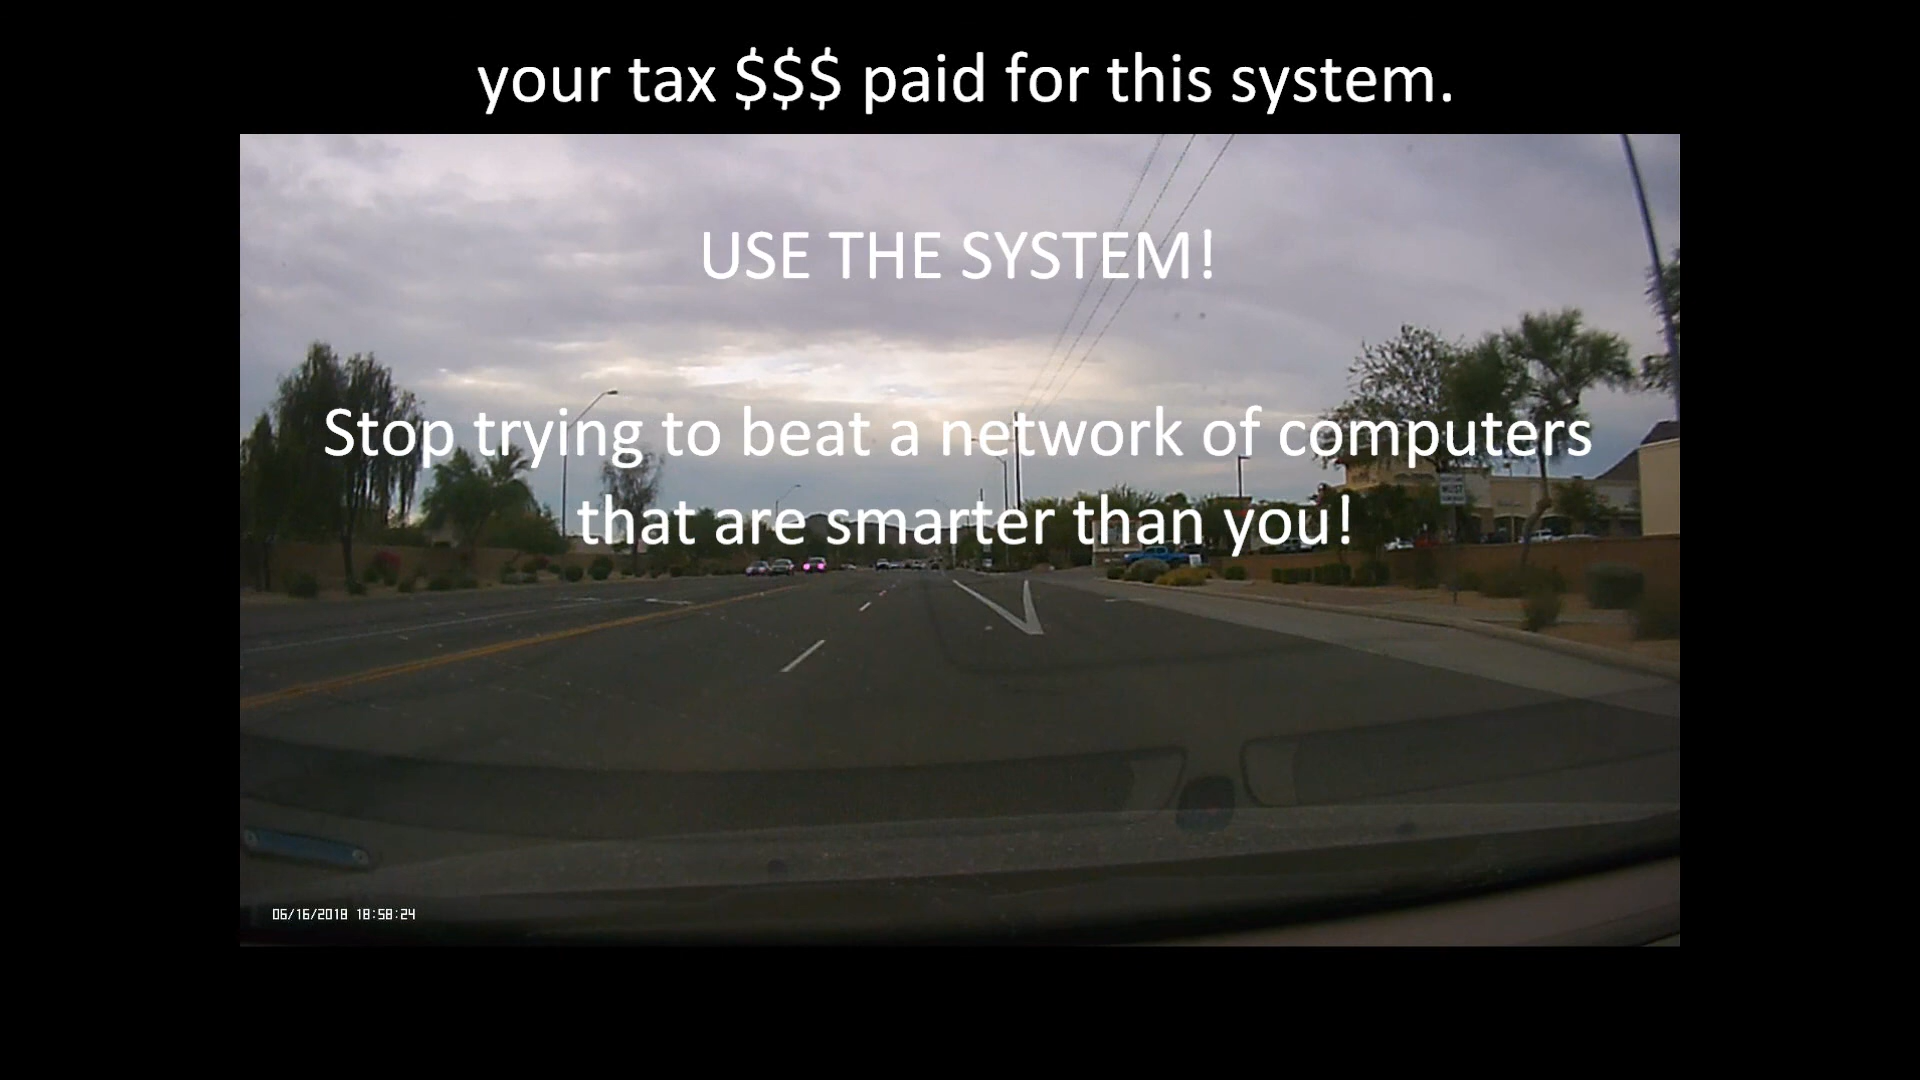 your tax $$$ paid for this system.
USE THE SYSTEM!
Stop trying to beat a network of computers
that are smarter than you!
MUST
06/16/2018 18:58:24